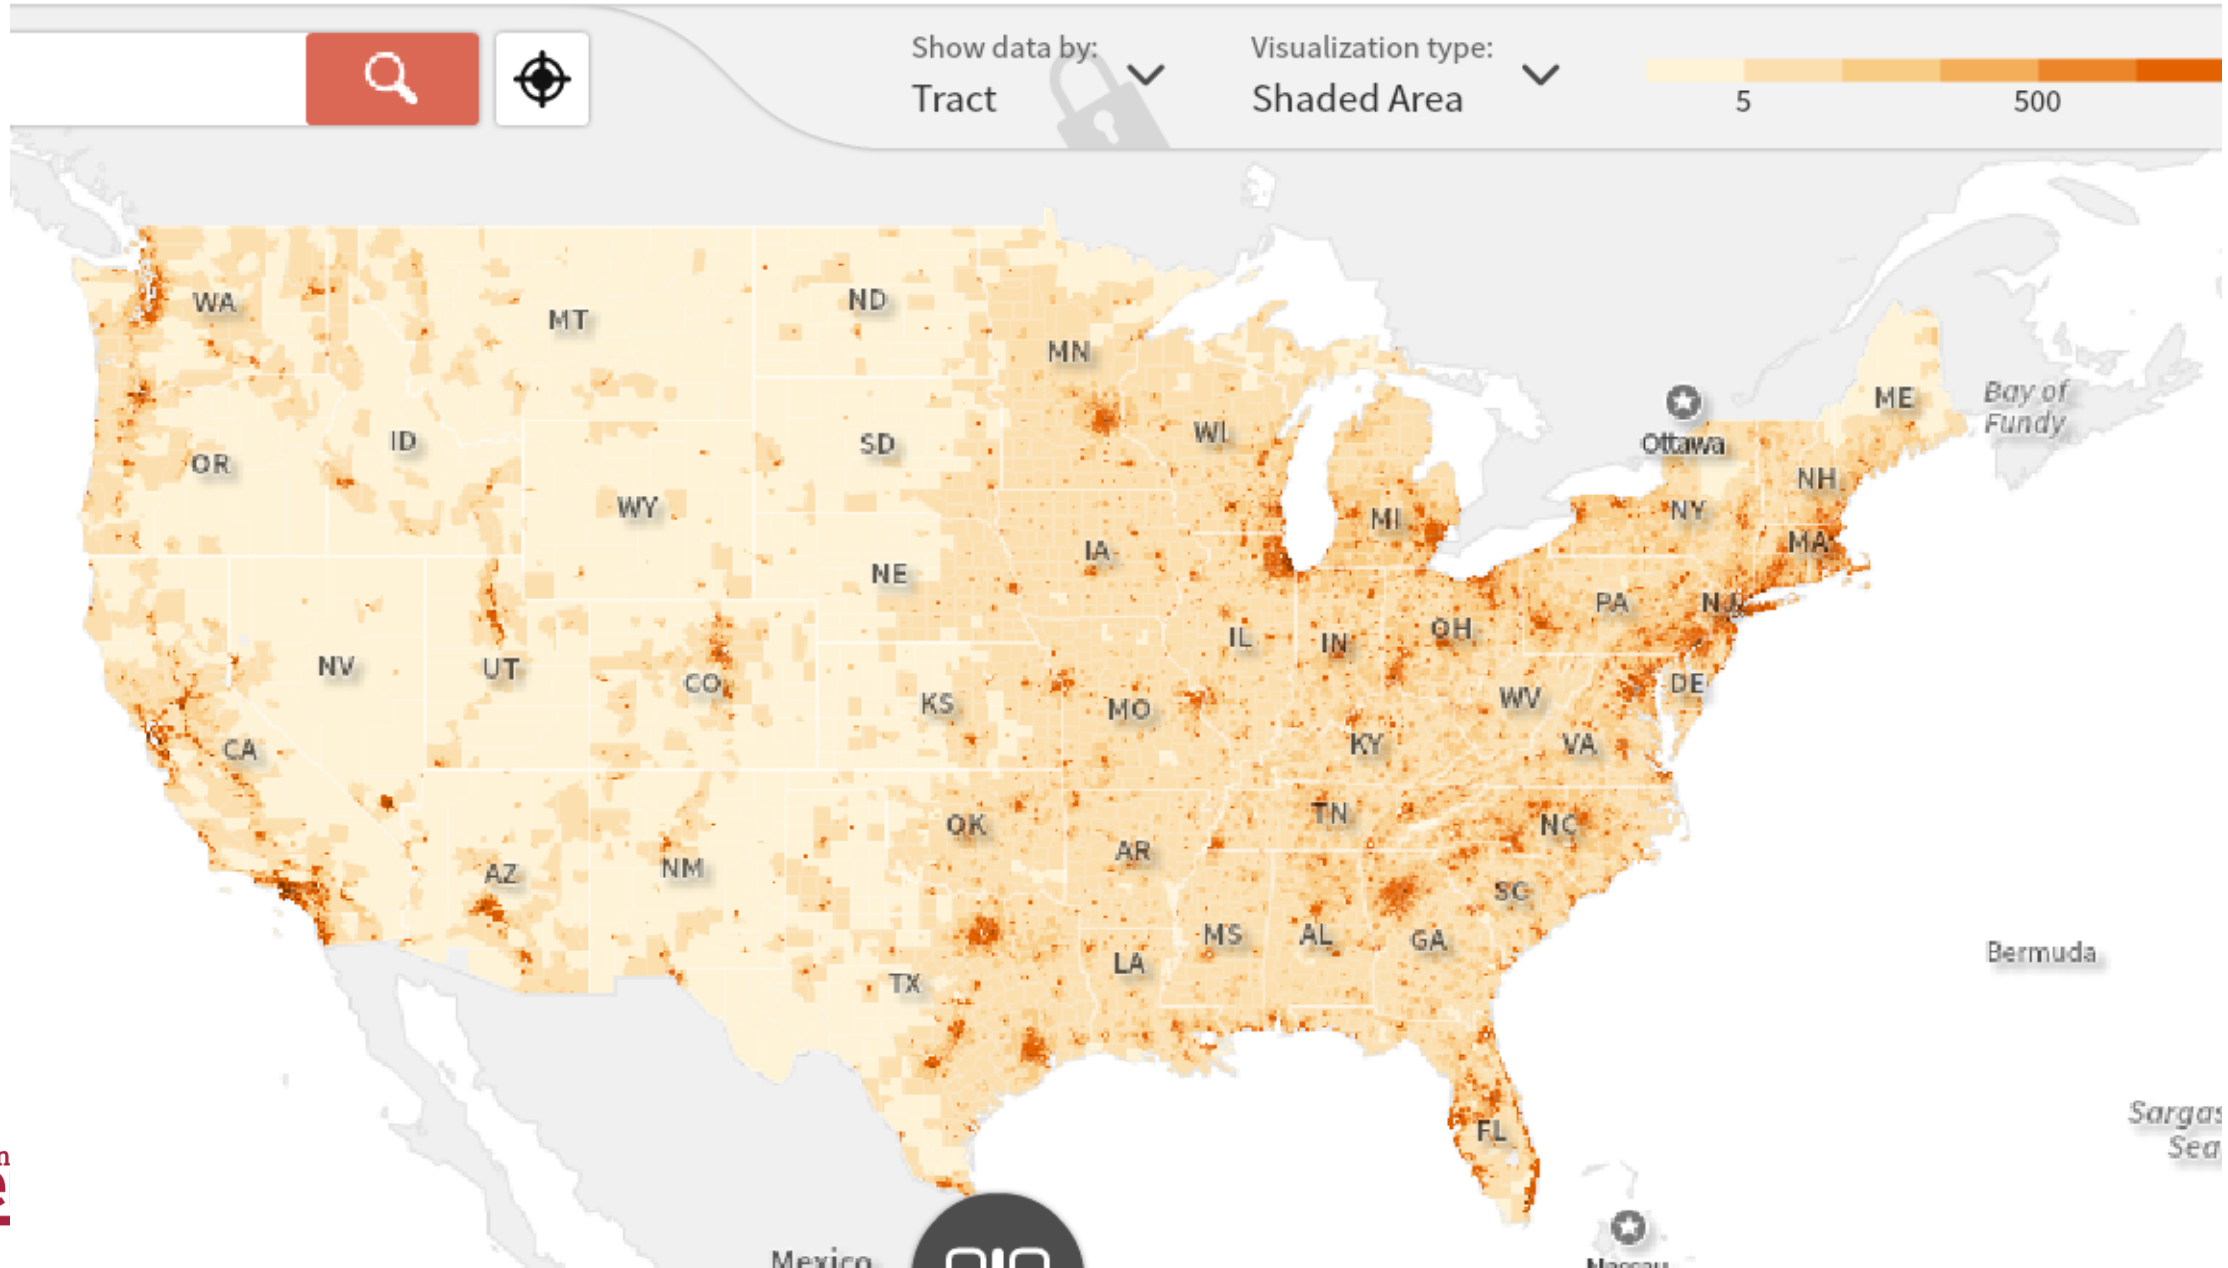 Show data by:
Tract
Visualization type:
Shaded Area
5
500
WA
MT
ND
MN
ME
Bay of
Fundy
Ottawa
OR
ID
SD
WI
NH
WY
NY
MI
MA
IA
NE
PA
NJ
IL
IN
OH
NV
UT
CO
KS
MO
WV
DE
CA
KY
VA
OK
TN
NC
AR
AZ
NM
SC
MS
AL
GA
LA
TX
Bermuda
FL
Sargas
Sea
n
e
Mexico
Nassau